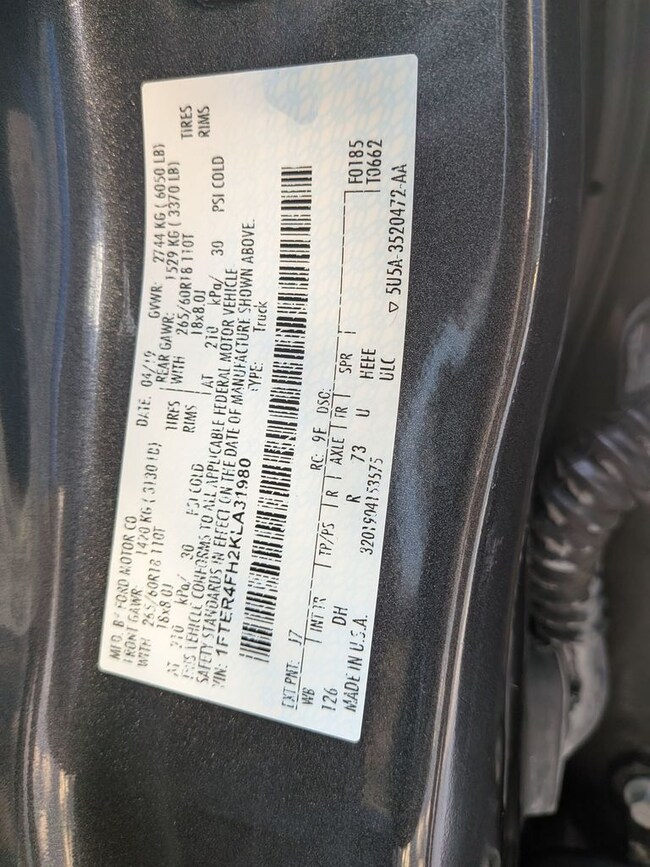 MFD. BY FORD MOTOR CO.
DATE: 04/19 GVWR: 2744 KG ( 6050 LB)
FRONT GAWR: 1420 KG ( 3130 LB) REAR GAWR: 1529 KG ( 3370 LB)
WITH 265/60R18 110T TIRES WITH 265/60R18 110T TIRES
18x8.0J RIMS 18x8.0J RIMS
AT 210 kPa/ 30 PSI COLD AT 210 kPa/ 30 PSI COLD
THIS VEHICLE CONFORMS TO ALL APPLICABLE FEDERAL MOTOR VEHICLE
SAFETY STANDARDS IN EFFECT ON THE DATE OF MANUFACTURE SHOWN ABOVE.
VIN: 1FTER4FH2KLA31980 TYPE: Truck
EXT PNT: J7 RC: 9E DSO: F0185
WB INT TR TP/PS R AXLE TR SPR T0662
126 DH R 73 U HEFE
ULC
MADE IN U.S.A. 3201904153575 ▽ 5U5A-3520472-AA